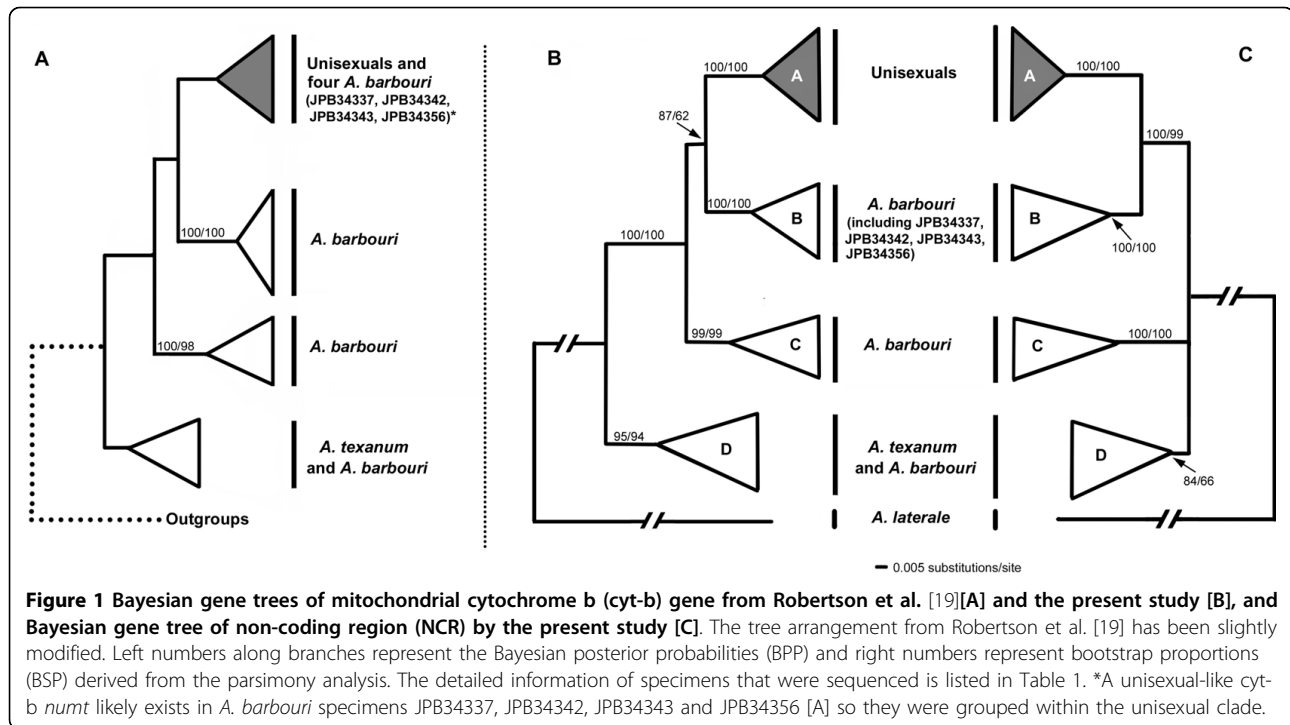 A
B
C
Unisexuals and
four A. barbouri
(JPB34337, JPB34342,
JPB34343, JPB34356)*
100/100
A. barbouri
100/98
A. barbouri
A. texanum
and A. barbouri
Outgroups
100/100
A
Unisexuals
A
100/100
87/62
100/99
100/100
B
A. barbouri
(including JPB34337,
JPB34342, JPB34343,
JPB34356)
B
100/100
100/100
99/99
C
A. barbouri
C
100/100
95/94
D
A. texanum
and A. barbouri
D
84/66
A. laterale
0.005 substitutions/site
Figure 1 Bayesian gene trees of mitochondrial cytochrome b (cyt-b) gene from Robertson et al. [19][A] and the present study [B], and
Bayesian gene tree of non-coding region (NCR) by the present study [C]. The tree arrangement from Robertson et al. [19] has been slightly
modified. Left numbers along branches represent the Bayesian posterior probabilities (BPP) and right numbers represent bootstrap proportions
(BSP) derived from the parsimony analysis. The detailed information of specimens that were sequenced is listed in Table 1. *A unisexual-like cyt-
b numt likely exists in A. barbouri specimens JPB34337, JPB34342, JPB34343 and JPB34356 [A] so they were grouped within the unisexual clade.